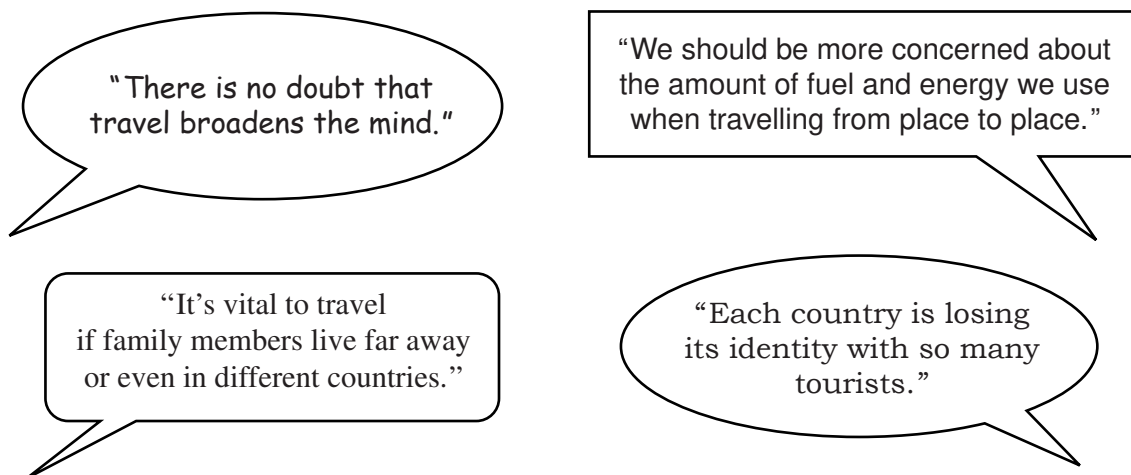 “There is no doubt that
travel broadens the mind.”
“We should be more concerned about
the amount of fuel and energy we use
when travelling from place to place.”
“It’s vital to travel
if family members live far away
or even in different countries.”
“Each country is losing
its identity with so many
tourists.”